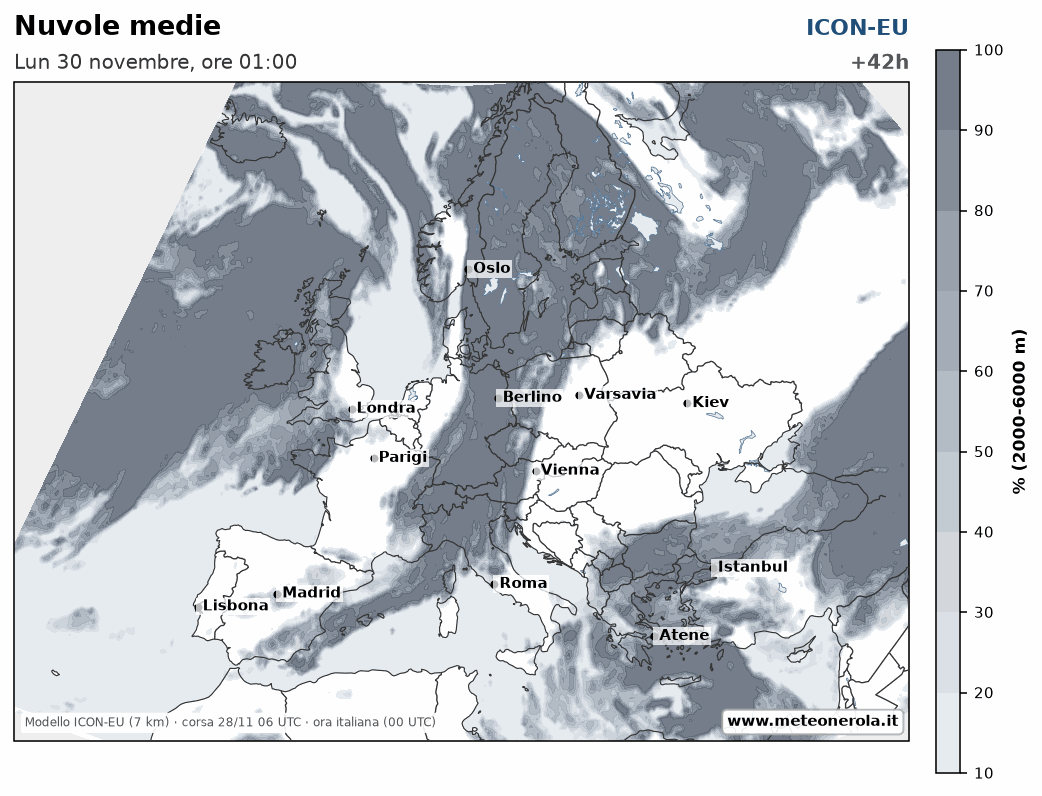 Nuvole medie
ICON-EU
Lun 30 novembre, ore 01:00
+42h
100
90
80
70
60
50
40
30
20
10
% (2000-6000 m)
Oslo
Berlino
Varsavia
Kiev
Londra
Parigi
Vienna
Istanbul
Roma
Madrid
Lisbona
Atene
Modello ICON-EU (7 km) · corsa 28/11 06 UTC · ora italiana (00 UTC)
www.meteonerola.it